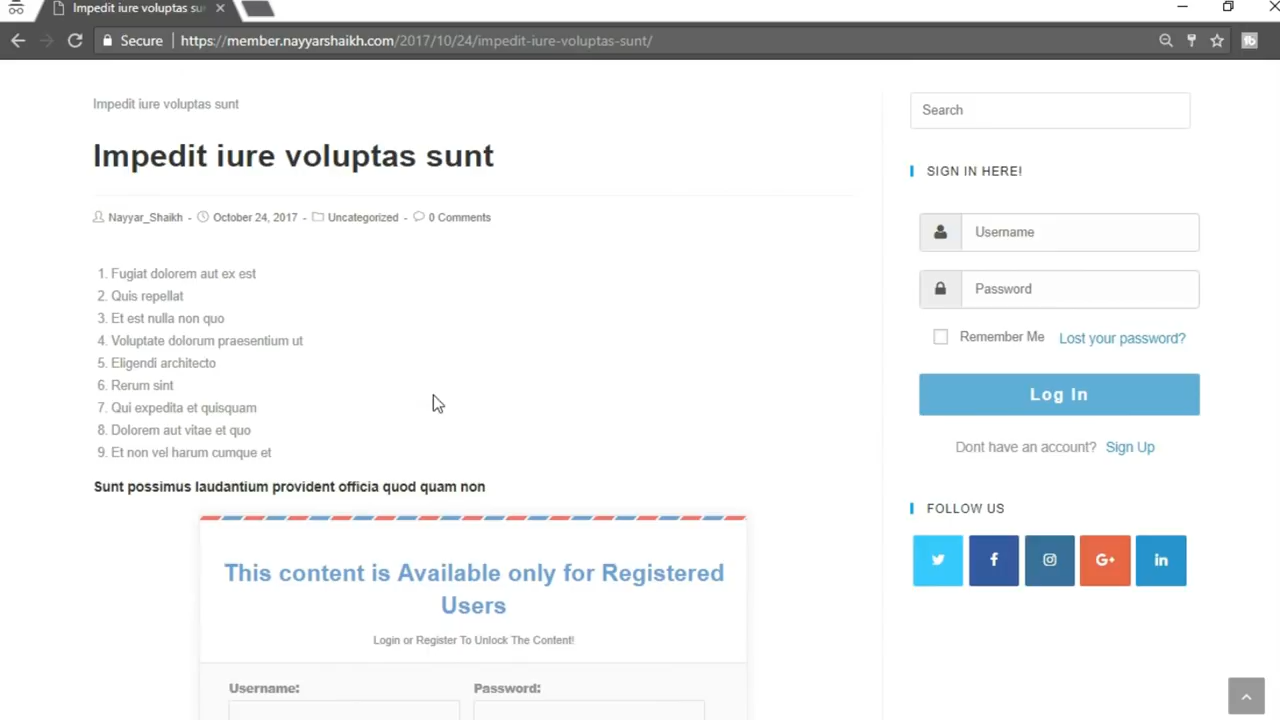 Impedit iure voluptas su
Secure
https://member.nayyarshaikh.com/2017/10/24/impedit-iure-voluptas-sunt/
Impedit iure voluptas sunt
Impedit iure voluptas sunt
Nayyar_Shaikh - October 24, 2017 - Uncategorized - 0 Comments
1. Fugiat dolorem aut ex est
2. Quis repellat
3. Et est nulla non quo
4. Voluptate dolorum praesentium ut
5. Eligendi architecto
6. Rerum sint
7. Qui expedita et quisquam
8. Dolorem aut vitae et quo
9. Et non vel harum cumque et
Sunt possimus laudantium provident officia quod quam non
This content is Available only for Registered
Users
Login or Register To Unlock The Content!
Username: Password:
Search
SIGN IN HERE!
Username
Password
Remember Me Lost your password?
Log In
Dont have an account? Sign Up
FOLLOW US